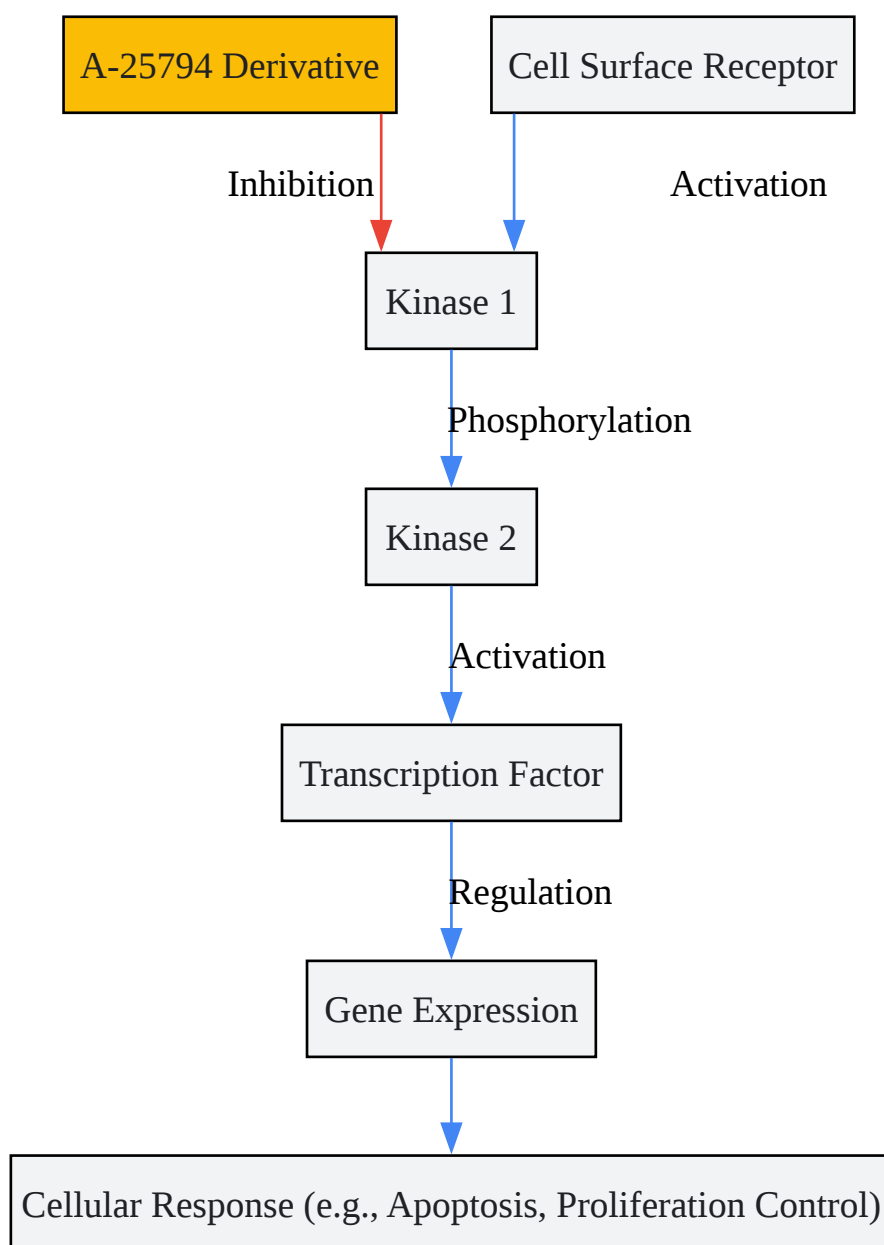 A-25794 Derivative
Cell Surface Receptor
Inhibition
Activation
Kinase 1
Phosphorylation
Kinase 2
Activation
Transcription Factor
Regulation
Gene Expression
Cellular Response (e.g., Apoptosis, Proliferation Control)